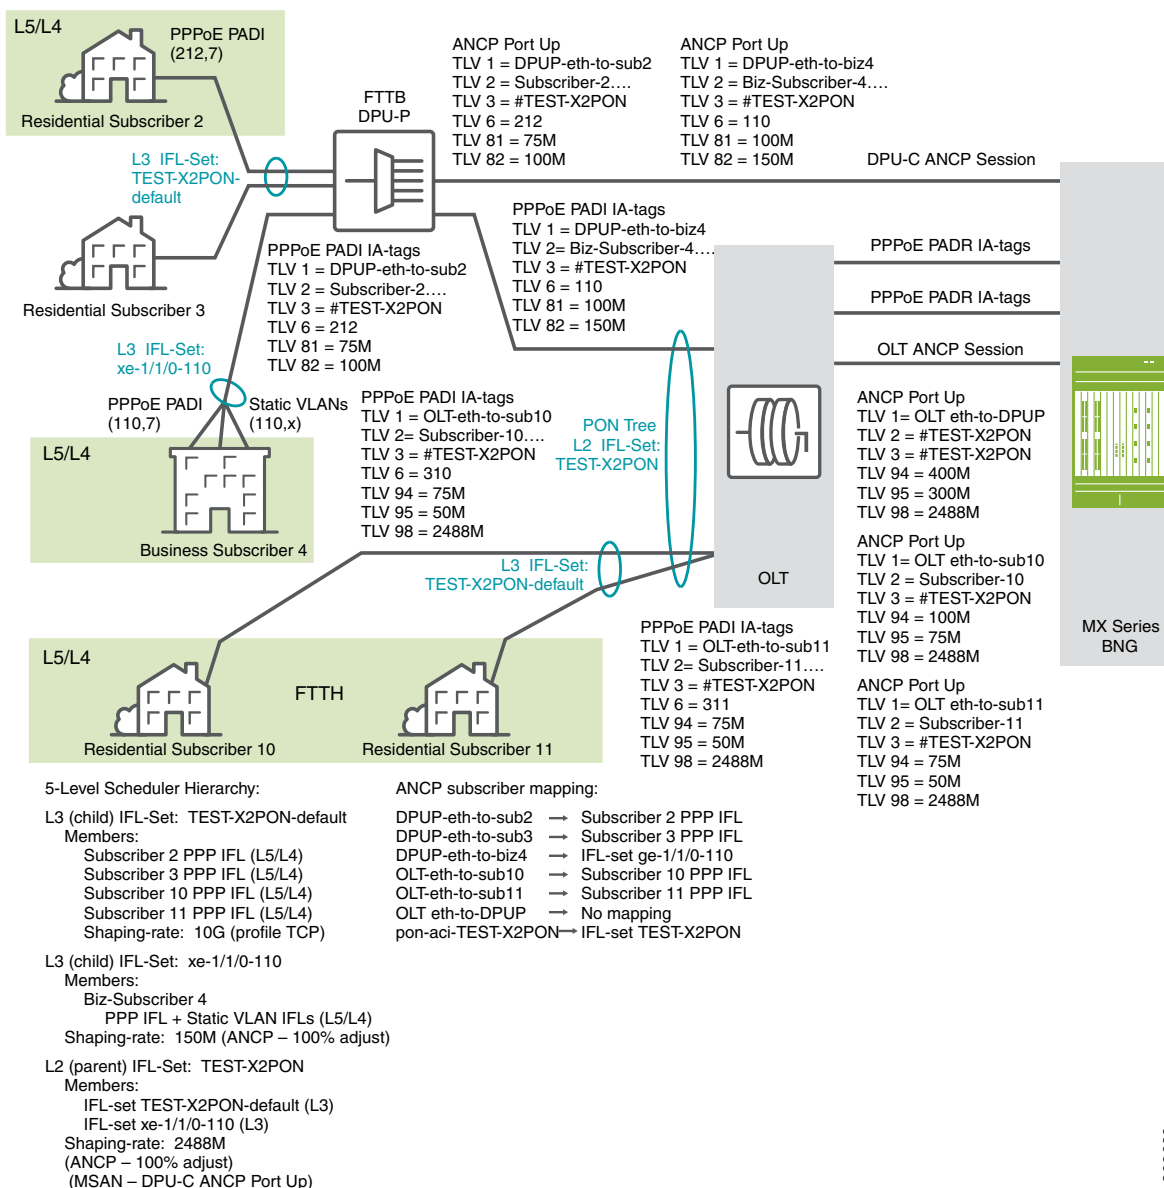 L5/L4
PPPoE PADI
(212,7)
Residential Subscriber 2
FTTB
DPU-P
ANCP Port Up
TLV 1 = DPUP-eth-to-sub2
TLV 2 = Subscriber-2....
TLV 3 = #TEST-X2PON
TLV 6 = 212
TLV 81 = 75M
TLV 82 = 100M
ANCP Port Up
TLV 1 = DPUP-eth-to-biz4
TLV 2 = Biz-Subscriber-4....
TLV 3 = #TEST-X2PON
TLV 6 = 110
TLV 81 = 100M
TLV 82 = 150M
DPU-C ANCP Session
L3 IFL-Set:
TEST-X2PON-
default
Residential Subscriber 3
PPPoE PADI IA-tags
TLV 1 = DPUP-eth-to-sub2
TLV 2 = Subscriber-2....
TLV 3 = #TEST-X2PON
TLV 6 = 212
TLV 81 = 75M
TLV 82 = 100M
PPPoE PADI IA-tags
TLV 1 = DPUP-eth-to-biz4
TLV 2= Biz-Subscriber-4....
TLV 3 = #TEST-X2PON
TLV 6 = 110
TLV 81 = 100M
TLV 82 = 150M
PPPoE PADR IA-tags
PPPoE PADR IA-tags
OLT ANCP Session
L3 IFL-Set:
xe-1/1/0-110
PPPoE PADI
(110,7)
Static VLANs
(110,x)
L5/L4
Business Subscriber 4
PPPoE PADI IA-tags
TLV 1 = OLT-eth-to-sub10
TLV 2= Subscriber-10....
TLV 3 = #TEST-X2PON
TLV 6 = 310
TLV 94 = 75M
TLV 95 = 50M
TLV 98 = 2488M
PON Tree
L2 IFL-Set:
TEST-X2PON
L3 IFL-Set:
TEST-X2PON-default
OLT
ANCP Port Up
TLV 1= OLT eth-to-DPUP
TLV 2 = #TEST-X2PON
TLV 3 = #TEST-X2PON
TLV 94 = 400M
TLV 95 = 300M
TLV 98 = 2488M
ANCP Port Up
TLV 1= OLT eth-to-sub10
TLV 2 = Subscriber-10
TLV 3 = #TEST-X2PON
TLV 94 = 100M
TLV 95 = 75M
TLV 98 = 2488M
ANCP Port Up
TLV 1= OLT eth-to-sub11
TLV 2 = Subscriber-11
TLV 3 = #TEST-X2PON
TLV 94 = 75M
TLV 95 = 50M
TLV 98 = 2488M
MX Series
BNG
L5/L4
FTTH
Residential Subscriber 10
Residential Subscriber 11
PPPoE PADI IA-tags
TLV 1 = OLT-eth-to-sub11
TLV 2= Subscriber-11....
TLV 3 = #TEST-X2PON
TLV 6 = 311
TLV 94 = 75M
TLV 95 = 50M
TLV 98 = 2488M
5-Level Scheduler Hierarchy:
L3 (child) IFL-Set: TEST-X2PON-default
Members:
Subscriber 2 PPP IFL (L5/L4)
Subscriber 3 PPP IFL (L5/L4)
Subscriber 10 PPP IFL (L5/L4)
Subscriber 11 PPP IFL (L5/L4)
Shaping-rate: 10G (profile TCP)
L3 (child) IFL-Set: xe-1/1/0-110
Members:
Biz-Subscriber 4
PPP IFL + Static VLAN IFLs (L5/L4)
Shaping-rate: 150M (ANCP – 100% adjust)
L2 (parent) IFL-Set: TEST-X2PON
Members:
IFL-set TEST-X2PON-default (L3)
IFL-set xe-1/1/0-110 (L3)
Shaping-rate: 2488M
(ANCP – 100% adjust)
(MSAN – DPU-C ANCP Port Up)
ANCP subscriber mapping:
DPUP-eth-to-sub2 → Subscriber 2 PPP IFL
DPUP-eth-to-sub3 → Subscriber 3 PPP IFL
DPUP-eth-to-biz4 → IFL-set ge-1/1/0-110
OLT-eth-to-sub10 → Subscriber 10 PPP IFL
OLT-eth-to-sub11 → Subscriber 11 PPP IFL
OLT eth-to-DPUP → No mapping
pon-aci-TEST-X2PON → IFL-set TEST-X2PON